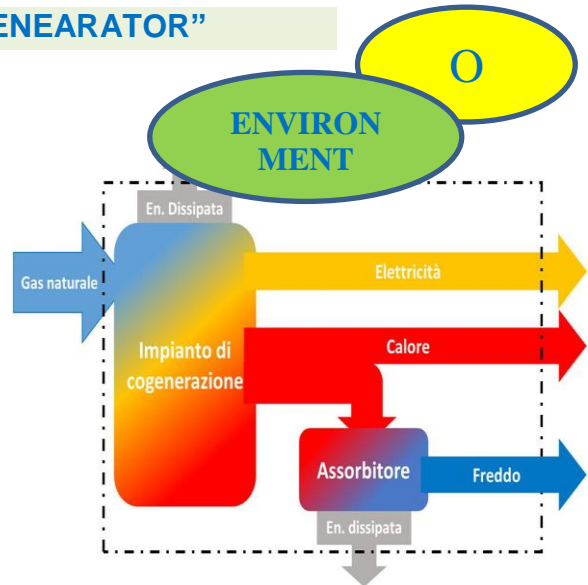 ENEARATOR”
O
ENVIRON
MENT
En. Dissipata
Gas naturale
Elettricità
Impianto di
cogenerazione
Calore
Assorbitore
Freddo
En. dissipata